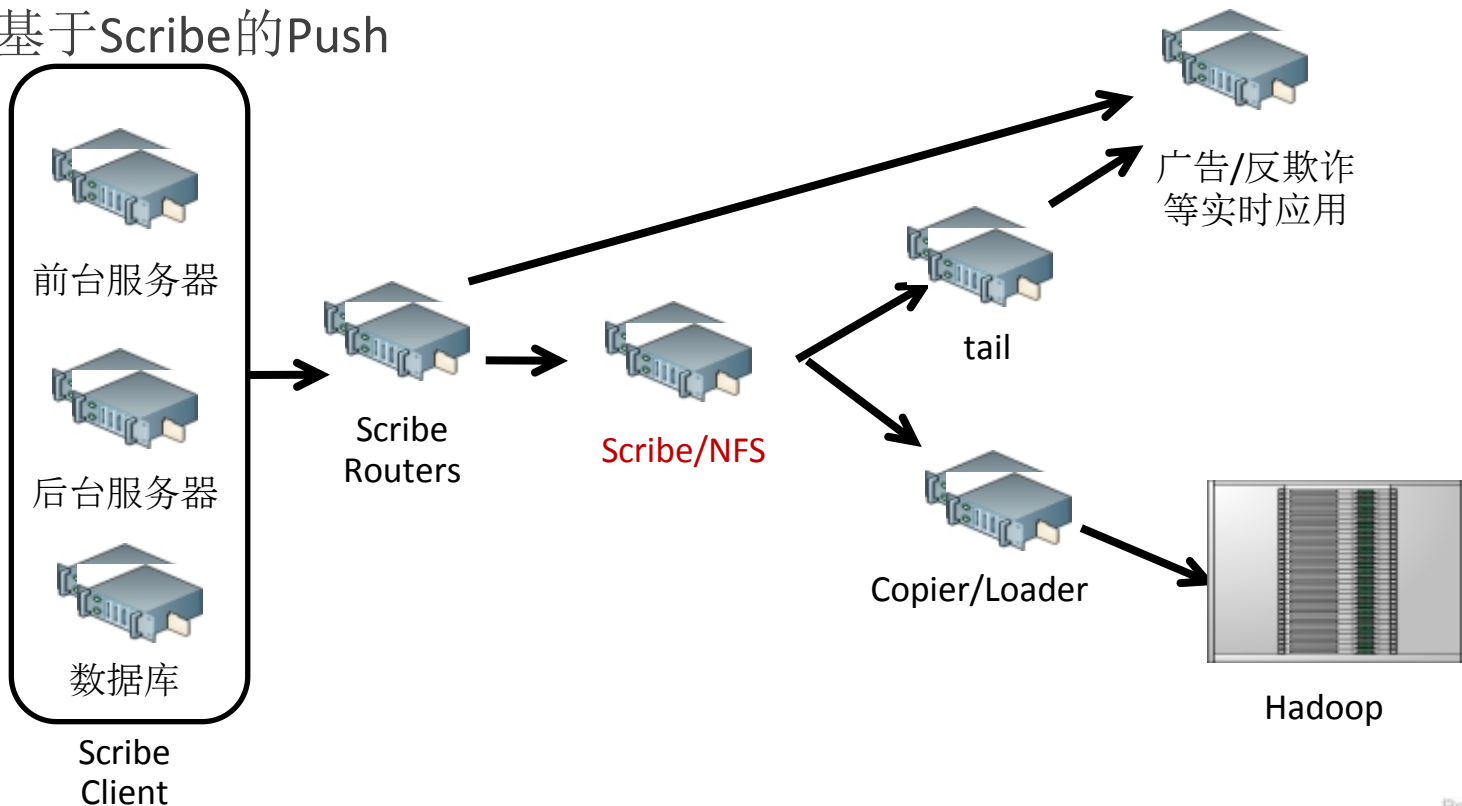 基于Scribe的Push
前台服务器
后台服务器
数据库
Scribe
Client
Scribe
Routers
Scribe/NFS
tail
广告/反欺诈
等实时应用
Copier/Loader
Hadoop